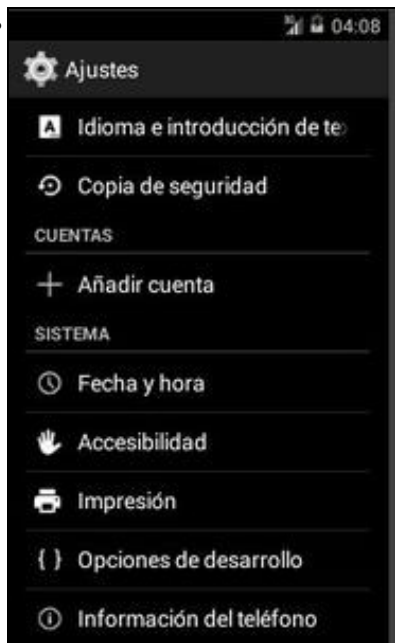 04:08
Ajustes
Idioma e introducción de te
Copia de seguridad
CUENTAS
Añadir cuenta
SISTEMA
Fecha y hora
Accesibilidad
Impresión
{ } Opciones de desarrollo
Información del teléfono